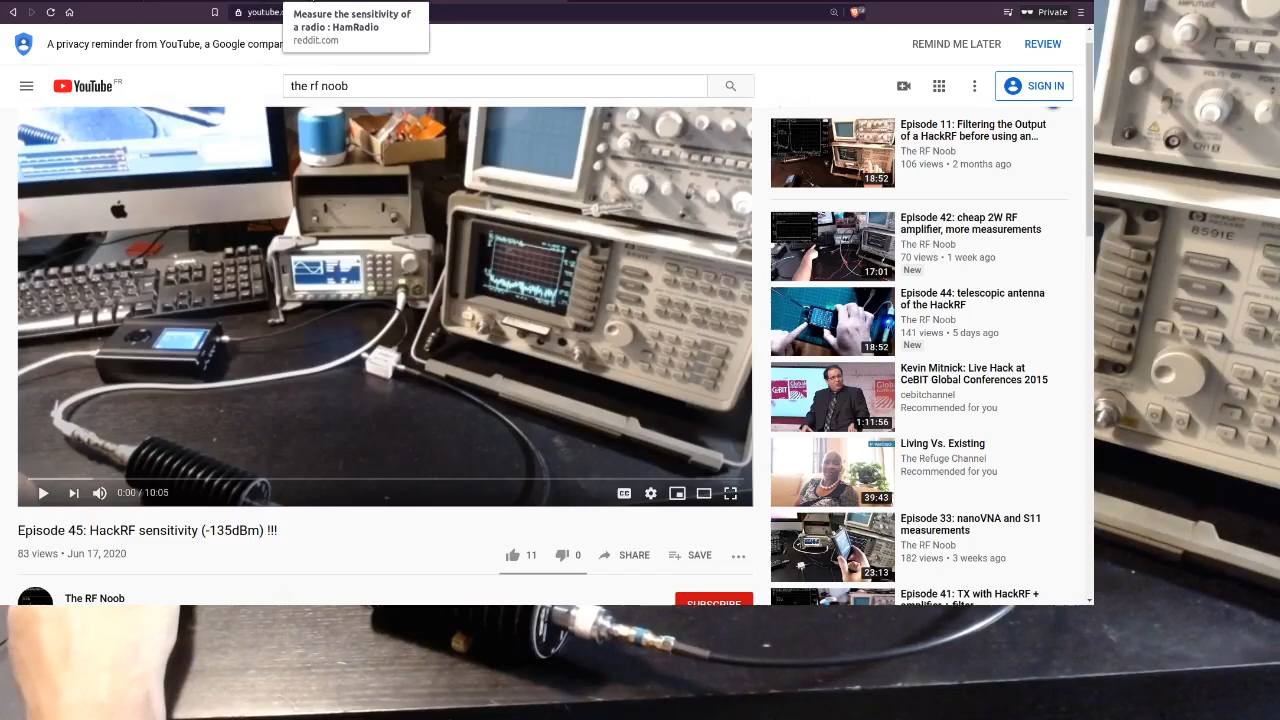 youtube.
Private
Measure the sensitivity of
a radio : HamRadio
reddit.com
A privacy reminder from YouTube, a Google compan
REMIND ME LATER
REVIEW
YouTube FR
the rf noob
SIGN IN
Episode 11: Filtering the Output
of a HackRF before using an...
The RF Noob
106 views • 2 months ago
18:52
Episode 42: cheap 2W RF
amplifier, more measurements
The RF Noob
70 views • 1 week ago
New
17:01
Episode 44: telescopic antenna
of the HackRF
The RF Noob
141 views • 5 days ago
New
18:52
Kevin Mitnick: Live Hack at
CeBIT Global Conferences 2015
cebitchannel
Recommended for you
1:11:56
Living Vs. Existing
The Refuge Channel
Recommended for you
39:43
Episode 33: nanoVNA and S11
measurements
The RF Noob
182 views • 3 weeks ago
23:13
Episode 41: TX with HackRF +
amplifier + filter
0:00 / 10:05
CC
Episode 45: HackRF sensitivity (-135dBm) !!!
83 views • Jun 17, 2020
11
0
SHARE
SAVE
The RF Noob
SUBSCRIBE
8591E